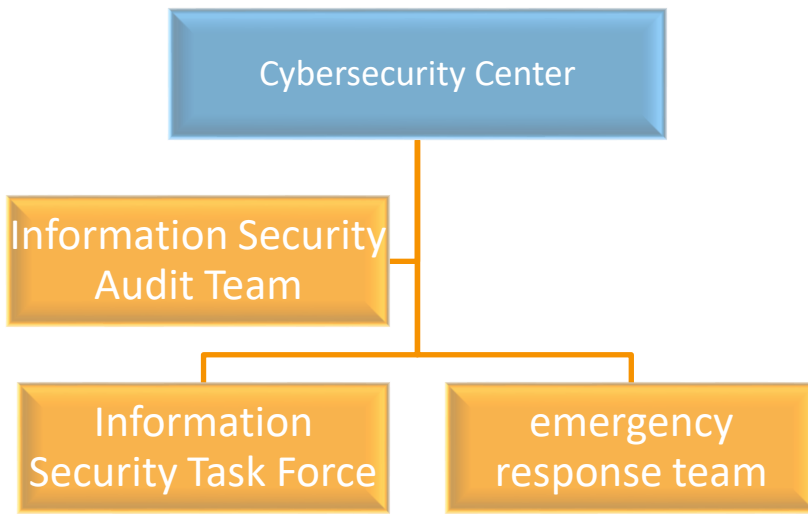 Cybersecurity Center
Information Security
Audit Team
Information
Security Task Force
emergency
response team